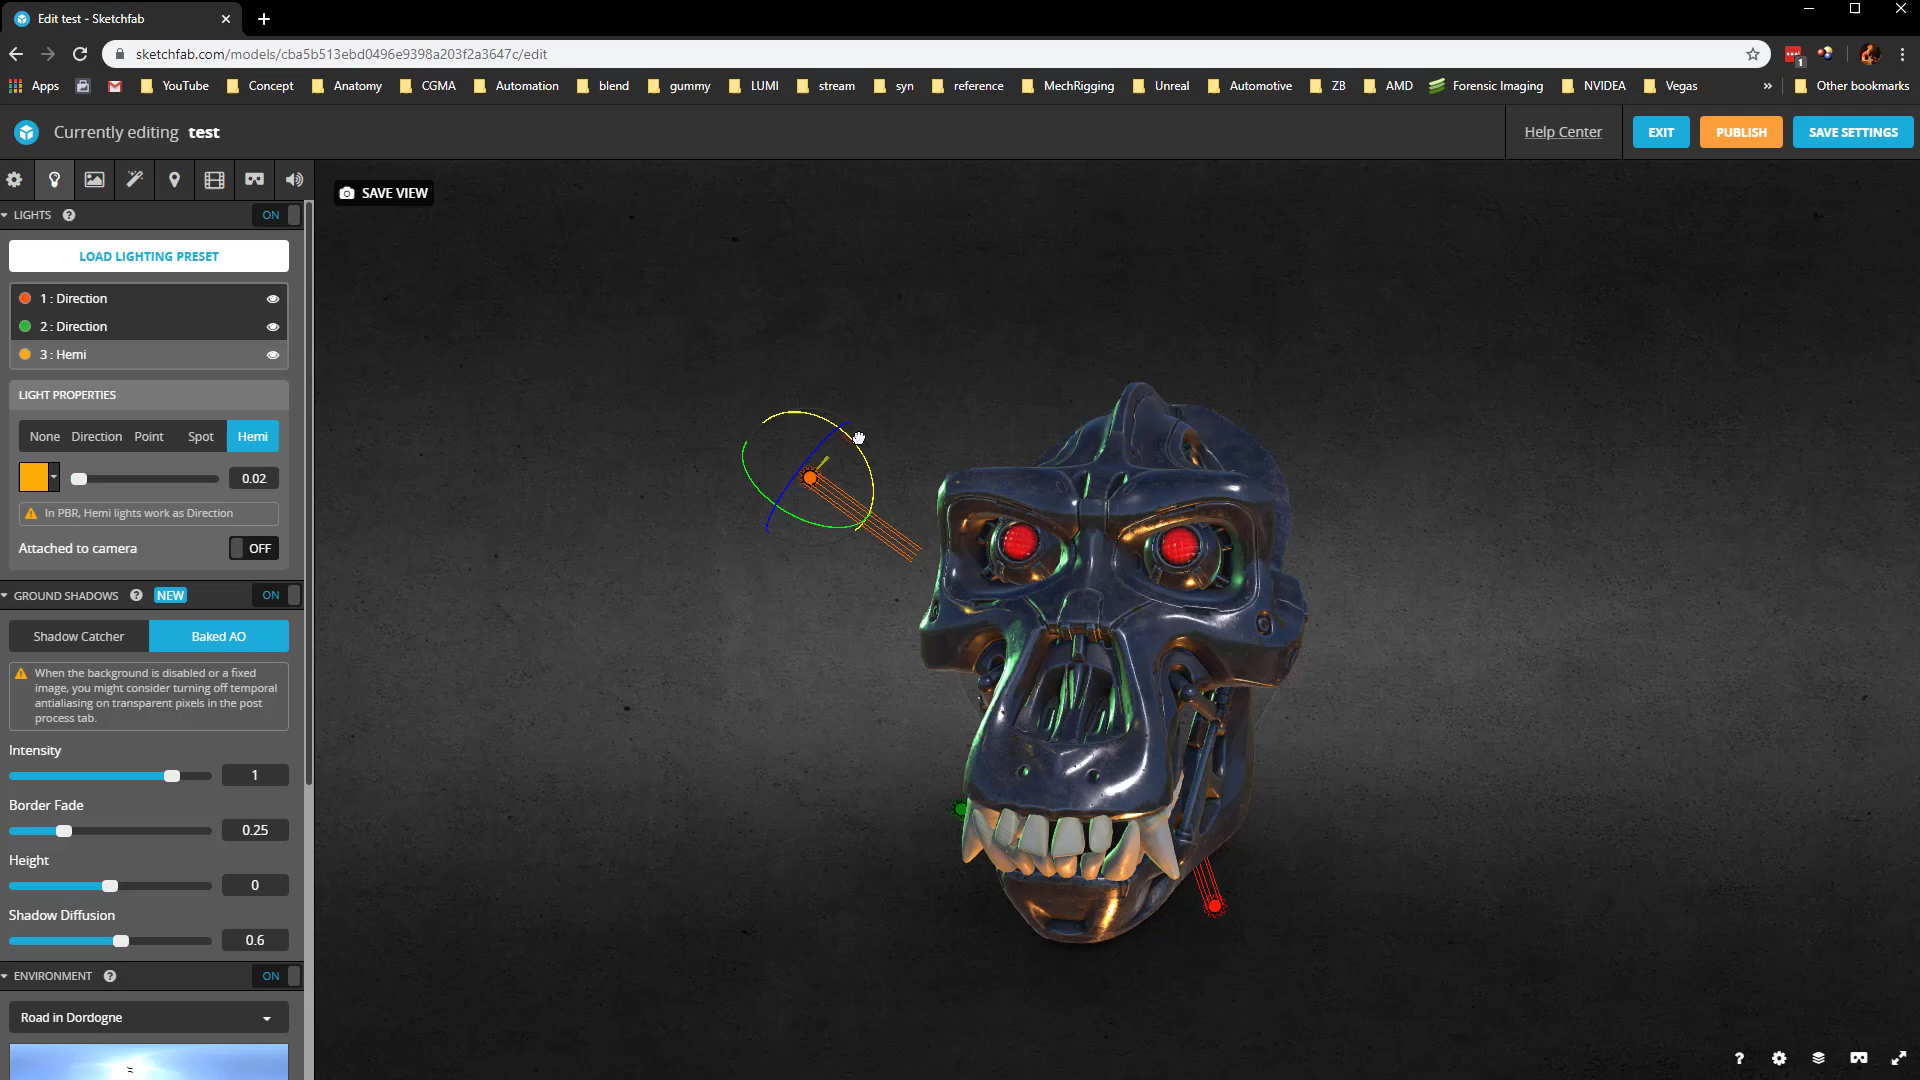 Edit test - Sketchfab
sketchfab.com/models/cba5b513ebd0496e9398a203f2a3647c/edit
1
Apps YouTube Concept Anatomy CGMA Automation blend gummy LUMI stream syn reference MechRigging Unreal Automotive ZB AMD Forensic Imaging NVIDEA Vegas » Other bookmarks
Currently editing test
Help Center
EXIT
PUBLISH
SAVE SETTINGS
SAVE VIEW
LIGHTS ? ON
LOAD LIGHTING PRESET
1 : Direction
2 : Direction
3 : Hemi
LIGHT PROPERTIES
None Direction Point Spot Hemi
0.02
In PBR, Hemi lights work as Direction
Attached to camera OFF
GROUND SHADOWS ? NEW ON
Shadow Catcher Baked AO
When the background is disabled or a fixed
image, you might consider turning off temporal
antialiasing on transparent pixels in the post
process tab.
Intensity
1
Border Fade
0.25
Height
0
Shadow Diffusion
0.6
ENVIRONMENT ? ON
Road in Dordogne
?